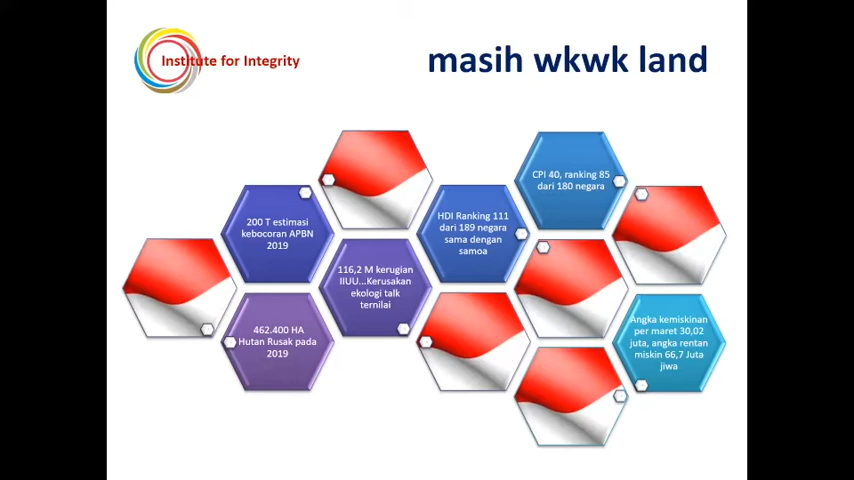 Institute for Integrity
masih wkwk land
CPI 40, ranking 85
dari 180 negara
200 T estimasi
kebocoran APBN
2019
HDI Ranking 111
dari 189 negara
sama dengan
samoa
116,2 M kerugian
IIUU...Kerusakan
ekologi talk
ternilai
462.400 HA
Hutan Rusak pada
2019
Angka kemiskinan
per maret 30,02
juta, angka rentan
miskin 66,7 Juta
jiwa